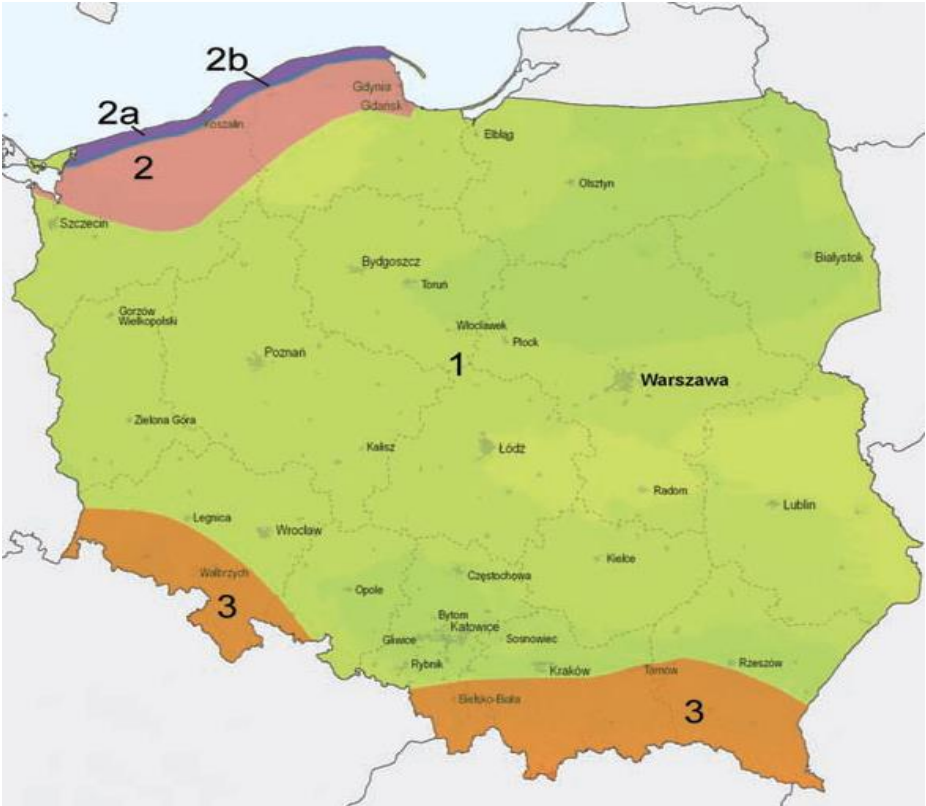 2b
2a
Gdynia
Gdańsk
Koszalin
Elbląg
2
Olsztyn
Szczecin
Białystok
Bydgoszcz
Toruń
Gorzów
Wielkopolski
Włocławek
Płock
Poznań
1
Warszawa
Zielona Góra
Kalisz
Łódź
Radom
Lublin
Legnica
Wrocław
Kielce
Wałbrzych
Częstochowa
Opole
3
Bytom
Katowice
Gliwice
Sosnowiec
Rybnik
Kraków
Tarnów
Rzeszów
Bielsko-Biała
3